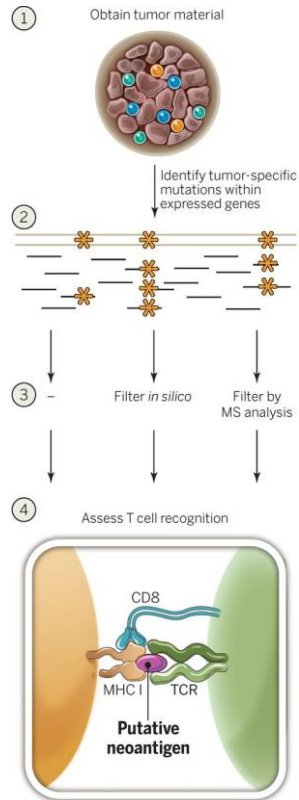 1
Obtain tumor material
Identify tumor-specific
mutations within
expressed genes
2
3
–
Filter in silico
Filter by
MS analysis
4
Assess T cell recognition
CD8
MHC I
TCR
Putative
neoantigen